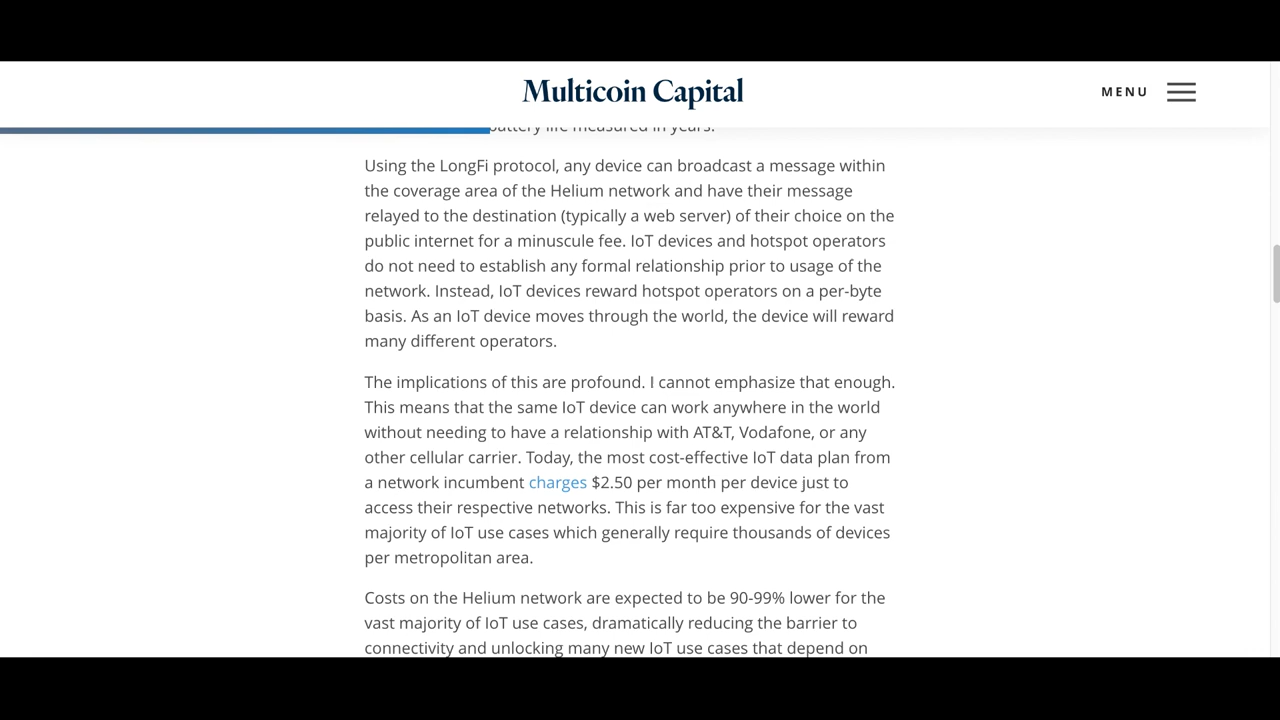 Multicoin Capital
MENU
battery life measured in years.
Using the LongFi protocol, any device can broadcast a message within
the coverage area of the Helium network and have their message
relayed to the destination (typically a web server) of their choice on the
public internet for a minuscule fee. IoT devices and hotspot operators
do not need to establish any formal relationship prior to usage of the
network. Instead, IoT devices reward hotspot operators on a per-byte
basis. As an IoT device moves through the world, the device will reward
many different operators.
The implications of this are profound. I cannot emphasize that enough.
This means that the same IoT device can work anywhere in the world
without needing to have a relationship with AT&T, Vodafone, or any
other cellular carrier. Today, the most cost-effective IoT data plan from
a network incumbent charges $2.50 per month per device just to
access their respective networks. This is far too expensive for the vast
majority of IoT use cases which generally require thousands of devices
per metropolitan area.
Costs on the Helium network are expected to be 90-99% lower for the
vast majority of IoT use cases, dramatically reducing the barrier to
connectivity and unlocking many new IoT use cases that depend on